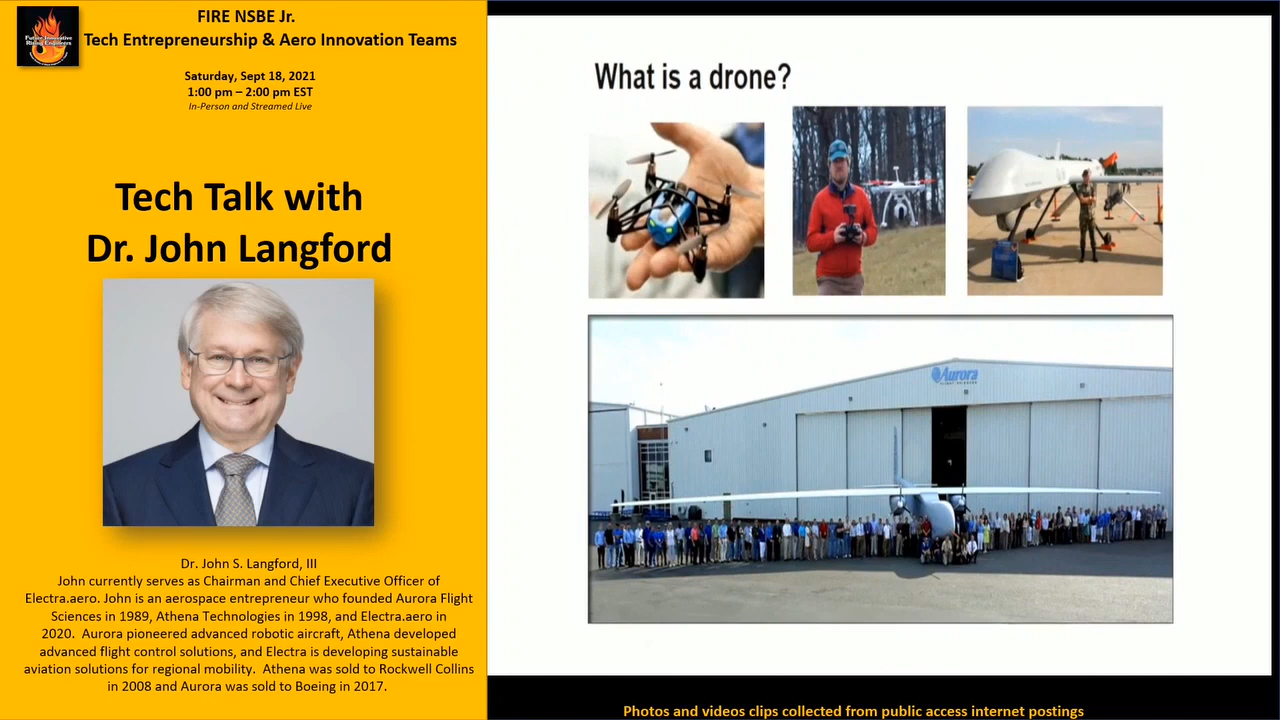 FIRE NSBE Jr.
Tech Entrepreneurship & Aero Innovation Teams
Saturday, Sept 18, 2021
1:00 pm – 2:00 pm EST
In-Person and Streamed Live
Tech Talk with
Dr. John Langford
Dr. John S. Langford, III
John currently serves as Chairman and Chief Executive Officer of
Electra.aero. John is an aerospace entrepreneur who founded Aurora Flight
Sciences in 1989, Athena Technologies in 1998, and Electra.aero in
2020. Aurora pioneered advanced robotic aircraft, Athena developed
advanced flight control solutions, and Electra is developing sustainable
aviation solutions for regional mobility. Athena was sold to Rockwell Collins
in 2008 and Aurora was sold to Boeing in 2017.
What is a drone?
Aurora
Photos and videos clips collected from public access internet postings